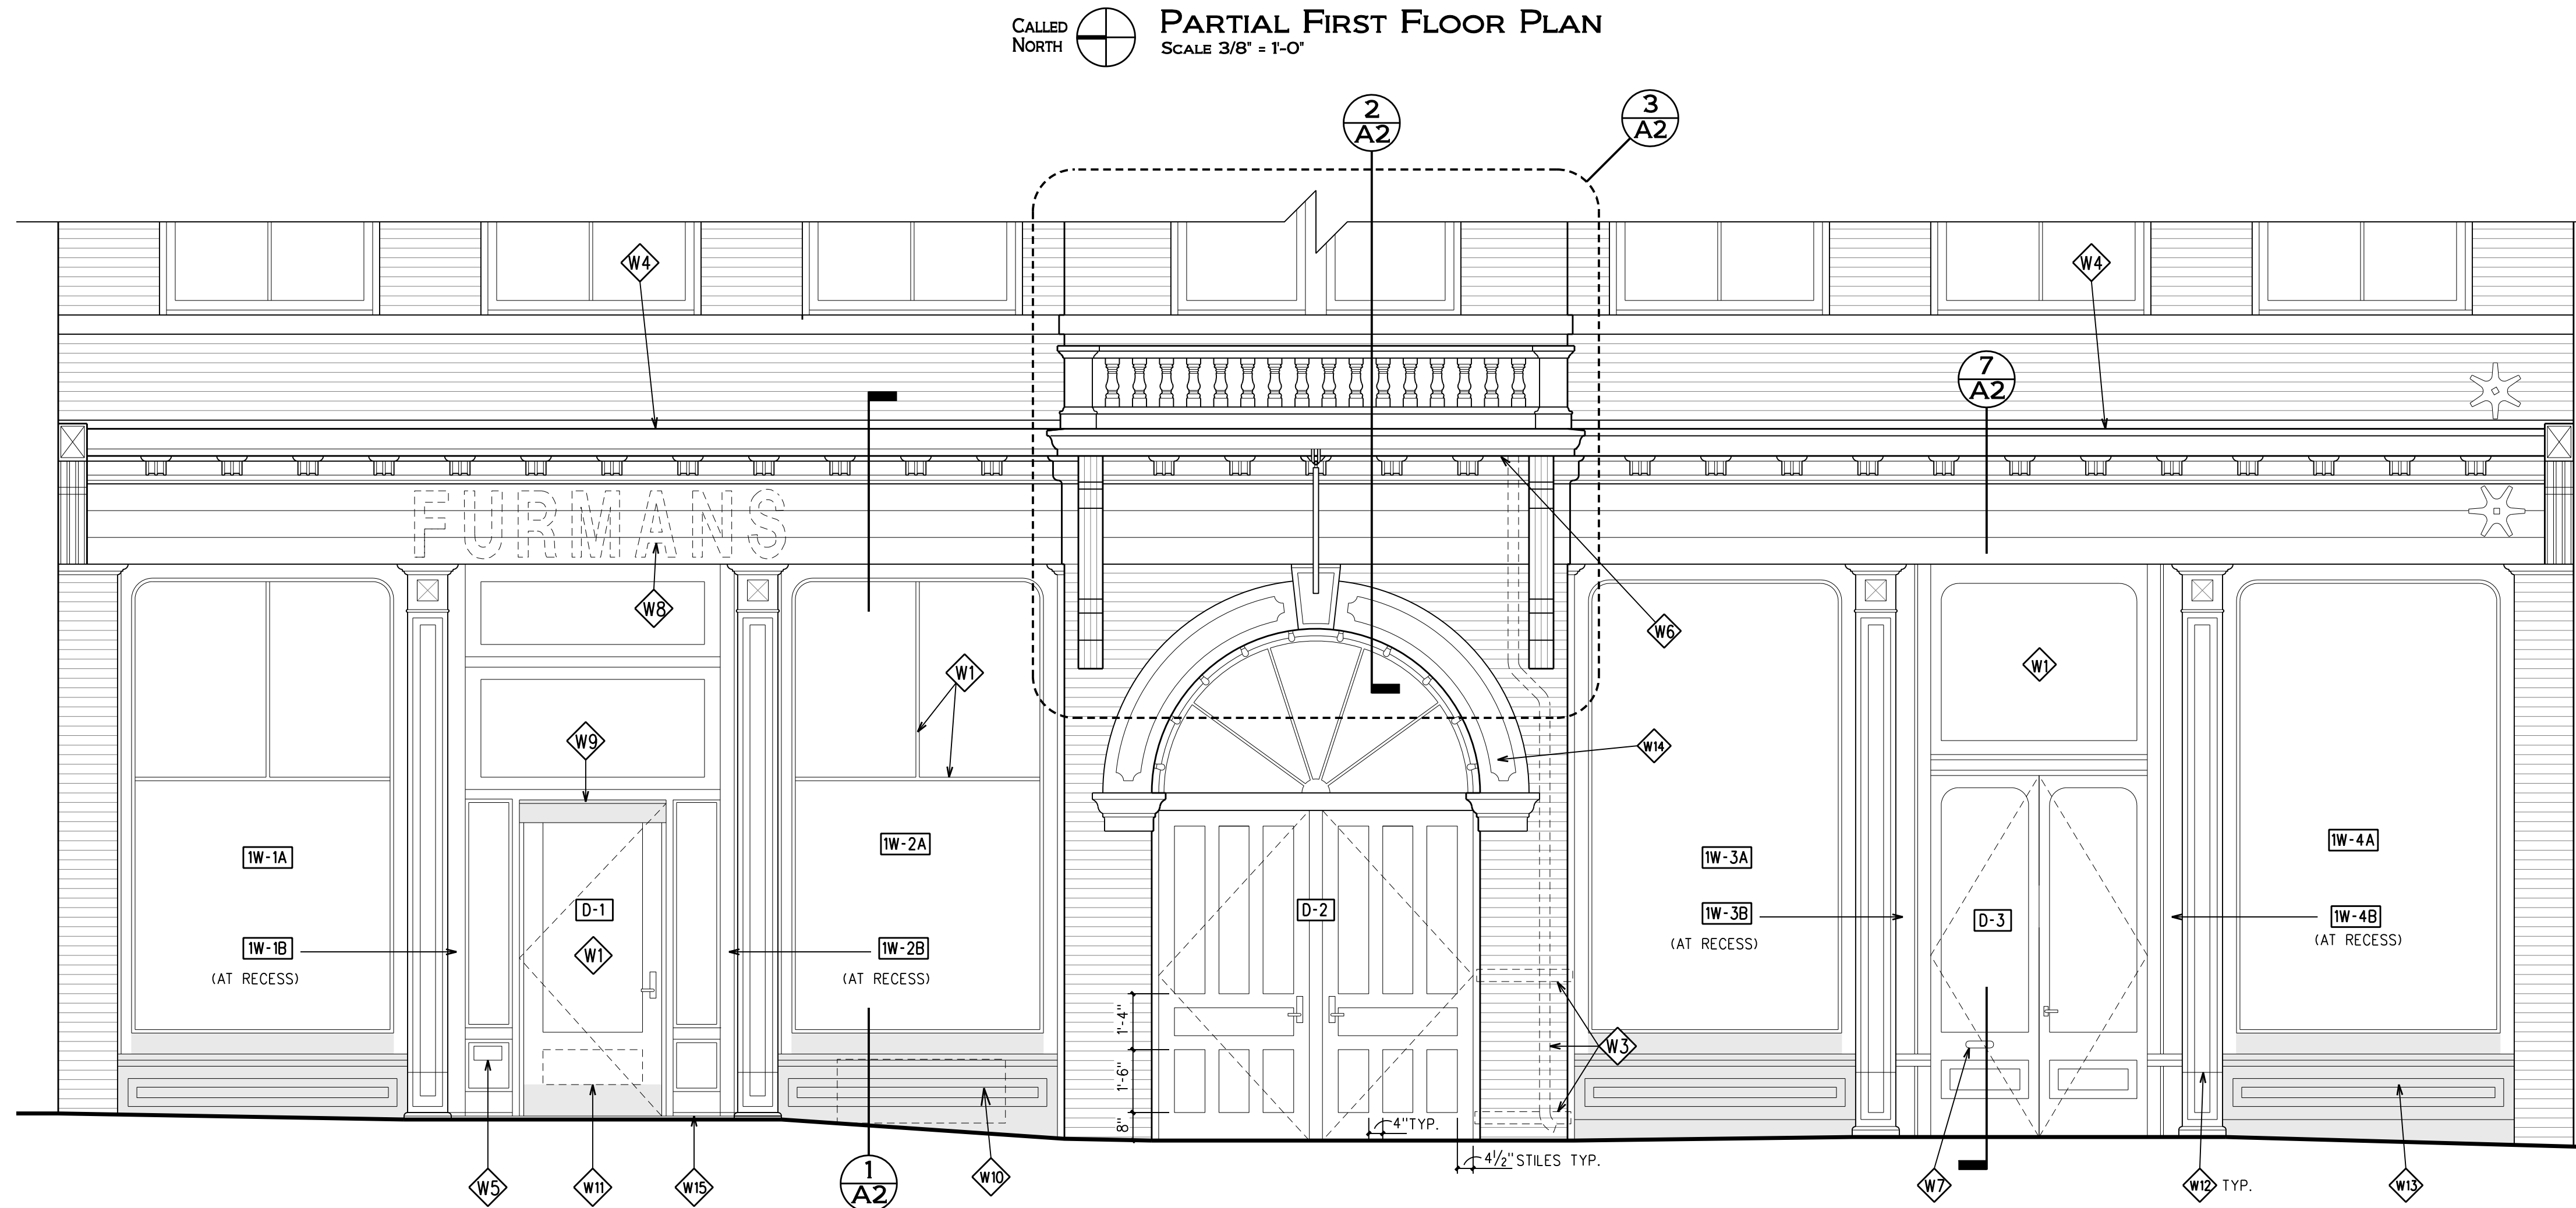 CALLED
NORTH
PARTIAL FIRST FLOOR PLAN
SCALE 3/8" = 1'-0"
2
A2
3
A2
W4
W4
7
A2
FURMANS
W8
W6
W1
W1
W9
W14
1W-1A
1W-2A
1W-3A
1W-4A
D-1
D-2
1W-3B
(AT RECESS)
D-3
1W-4B
(AT RECESS)
1W-1B
(AT RECESS)
W1
1W-2B
(AT RECESS)
1'-4"
1'-6"
8"
W3
4" TYP.
4 1/2" STILES TYP.
W5
W11
W15
1
A2
W10
W7
W12 TYP.
W13